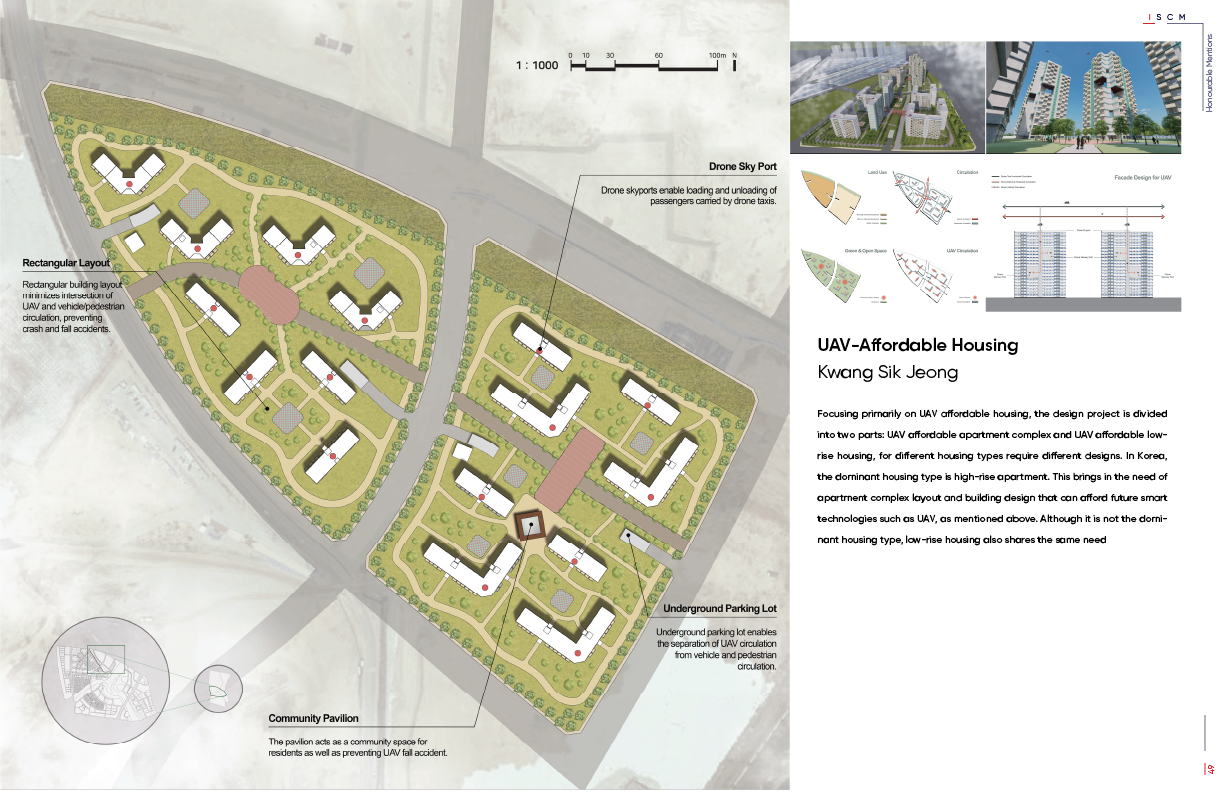 ISCM
Honourable Mentions
1 : 1000
0 10 30 60 100m N
Drone Sky Port
Drone skyports enable loading and unloading of
passengers carried by drone taxis.
Rectangular Layout
Rectangular building layout
minimizes intersection of
UAV and vehicle/pedestrian
circulation, preventing
crash and fall accidents.
Underground Parking Lot
Underground parking lot enables
the separation of UAV circulation
from vehicle and pedestrian
circulation.
Community Pavilion
The pavilion acts as a community space for
residents as well as preventing UAV fall accident.
Land Use
Circulation
Green & Open Space
UAV Circulation
Facade Design for UAV
UAV-Affordable Housing
Kwang Sik Jeong
Focusing primarily on UAV affordable housing, the design project is divided
into two parts: UAV affordable apartment complex and UAV affordable low-
rise housing, for different housing types require different designs. In Korea,
the dominant housing type is high-rise apartment. This brings in the need of
apartment complex layout and building design that can afford future smart
technologies such as UAV, as mentioned above. Although it is not the domi-
nant housing type, low-rise housing also shares the same need
49